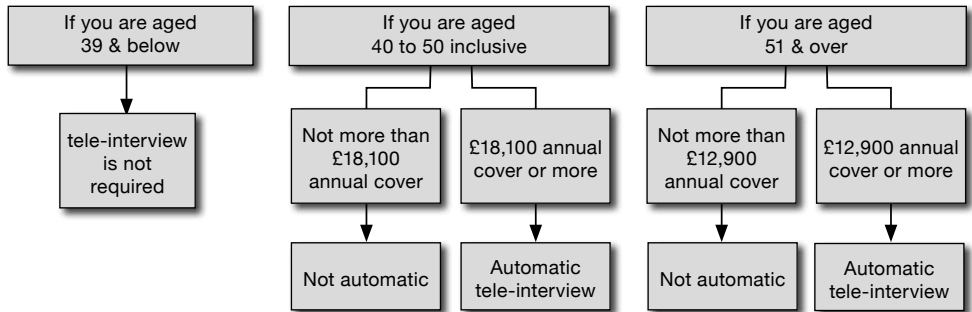 If you are aged
39 & below
tele-interview
is not
required
If you are aged
40 to 50 inclusive
Not more than
£18,100
annual cover
£18,100 annual
cover or more
Not automatic
Automatic
tele-interview
If you are aged
51 & over
Not more than
£12,900
annual cover
£12,900 annual
cover or more
Not automatic
Automatic
tele-interview